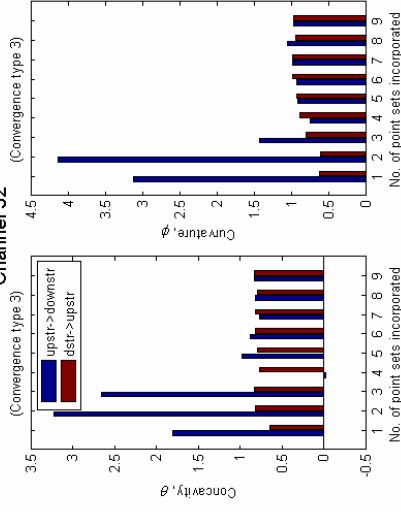 Channel
(Convergence type 3)
upstr->downstr
dstr->upstr
Concavity, θ
3.5
3
2.5
2
1.5
1
0.5
0
-0.5
1 2 3 4 5 6 7 8 9
No. of point sets incorporated
(Convergence type 3)
Curvature, ϕ
4.5
4
3.5
3
2.5
2
1.5
1
0.5
0
1 2 3 4 5 6 7 8 9
No. of point sets incorporated